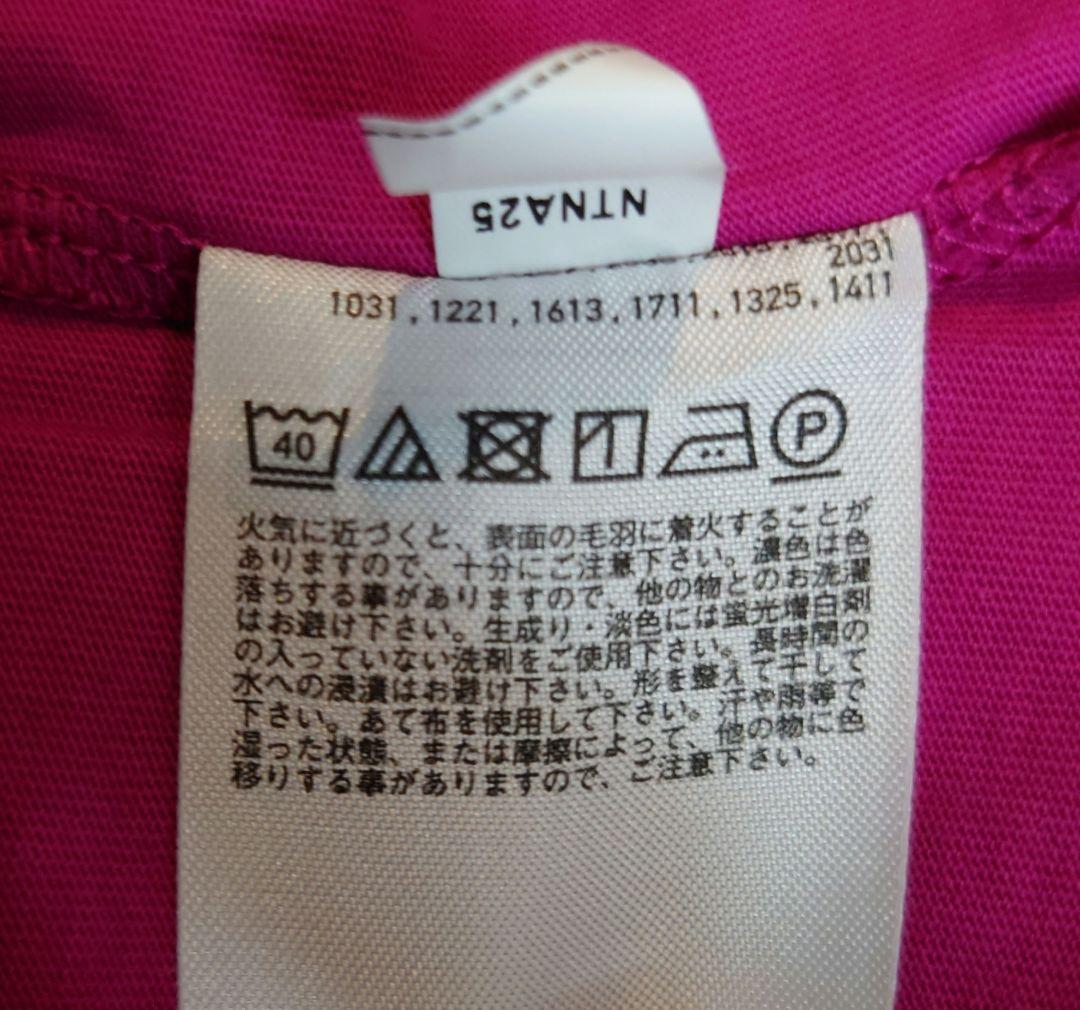 NTNA25
2031
1031,1221,1613,1711,1325,1411
40
P
火気に近づくと、表面の毛羽に着火することが
ありますので、十分にご注意下さい。濃色は色
落ちする事がありますので、他の物とのお洗濯
はお避け下さい。生成り・淡色には蛍光増白剤
の入っていない洗剤をご使用下さい。長時間の
水への浸漬はお避け下さい。形を整えて干して
下さい。あて布を使用して下さい。汗や雨等で
湿った状態、または摩擦によって、他の物に色
移りする事がありますので、ご注意下さい。